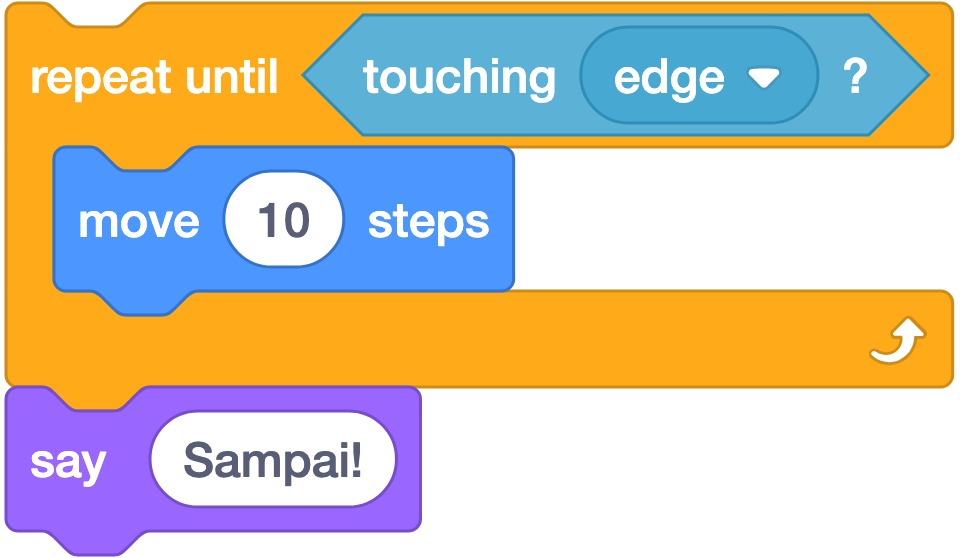 repeat until touching edge ?
move 10 steps
say Sampai!